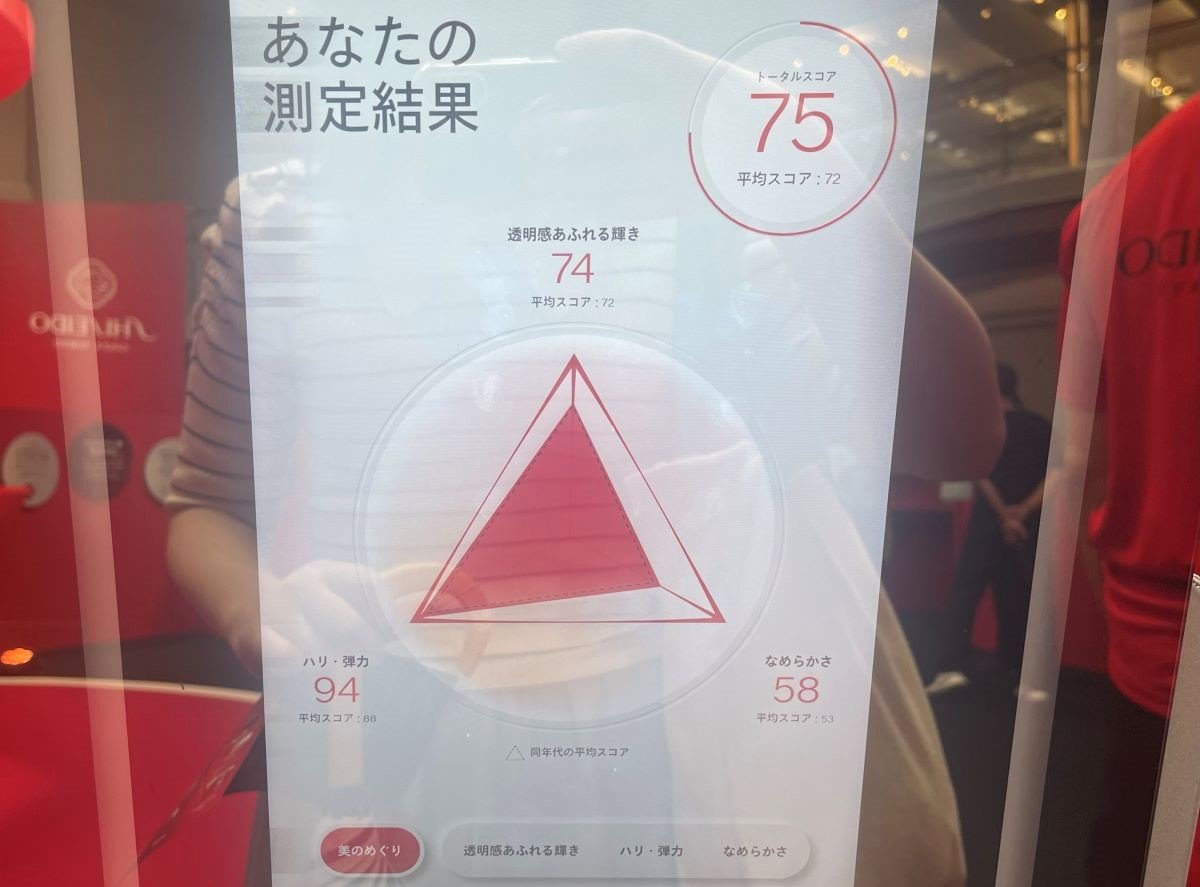 あなたの
測定結果
トータルスコア
75
平均スコア : 72
透明感あふれる輝き
74
平均スコア : 72
SHISEIDO
ハリ・弾力
94
平均スコア : 88
なめらかさ
58
平均スコア : 53
同年代の平均スコア
美のめぐり
透明感あふれる輝き
ハリ・弾力
なめらかさ